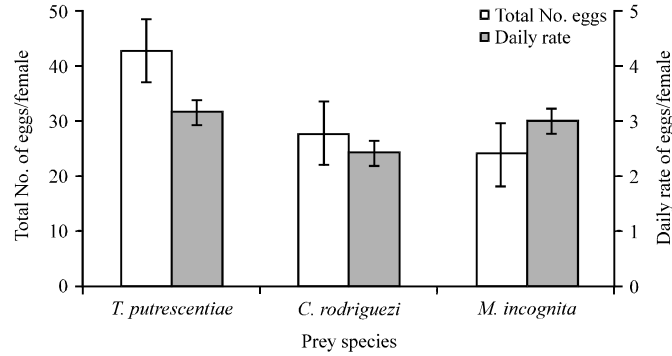 Total No. eggs
Daily rate
Total No. of eggs/female
50
40
30
20
10
0
Daily rate of eggs/female
5
4
3
2
1
0
T. putrescentiae
C. rodriguezi
M. incognita
Prey species